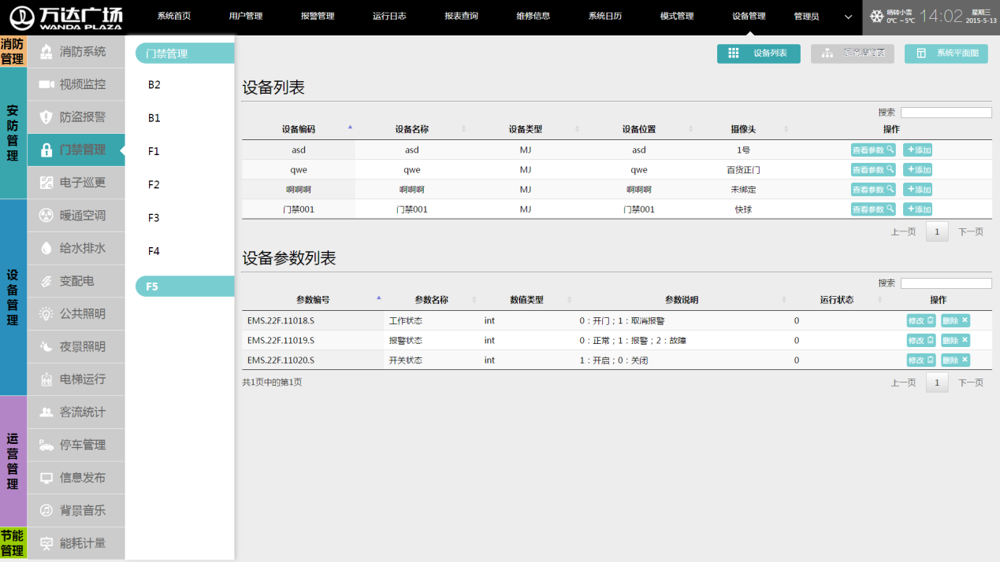 万达广场
WANDA PLAZA
系统首页 用户管理 报警管理 运行日志 报表查询 维修信息 系统日历 模式管理 设备管理 管理员
晴转小雪
0℃ ~5℃
14:02
星期三
2015-5-13
消防管理
安防管理
设备管理
运营管理
节能管理
消防系统
视频监控
防盗报警
门禁管理
电子巡更
暖通空调
给水排水
变配电
公共照明
夜景照明
电梯运行
客流统计
停车管理
信息发布
背景音乐
能耗计量
门禁管理
B2
B1
F1
F2
F3
F4
F5
设备列表 系统平面图
设备列表
搜索
设备编码 设备名称 设备类型 设备位置 摄像头 操作
asd asd MJ asd 1号 查看参数 +添加
qwe qwe MJ qwe 百货正门 查看参数 +添加
啊啊啊 啊啊啊 MJ 啊啊啊 未绑定 查看参数 +添加
门禁001 门禁001 MJ 门禁001 快球 查看参数 +添加
上一页 1 下一页
设备参数列表
搜索
参数编号 参数名称 数值类型 参数说明 运行状态 操作
EMS.22F.11018.S 工作状态 int 0：开门；1：取消报警 0 修改 删除 ×
EMS.22F.11019.S 报警状态 int 0：正常；1：报警；2：故障 0 修改 删除 ×
EMS.22F.11020.S 开关状态 int 1：开启；0：关闭 0 修改 删除 ×
共1页中的第1页
上一页 1 下一页